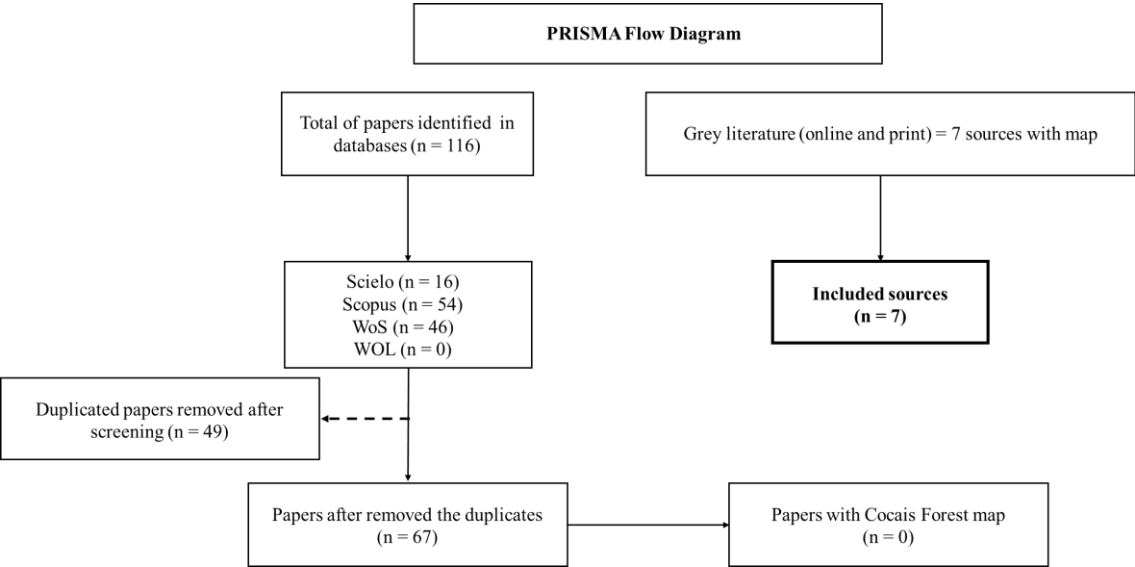 PRISMA Flow Diagram
Total of papers identified in
databases (n = 116)
Grey literature (online and print) = 7 sources with map
Scielo (n = 16)
Scopus (n = 54)
WoS (n = 46)
WOL (n = 0)
Included sources
(n = 7)
Duplicated papers removed after
screening (n = 49)
Papers after removed the duplicates
(n = 67)
Papers with Cocais Forest map
(n = 0)